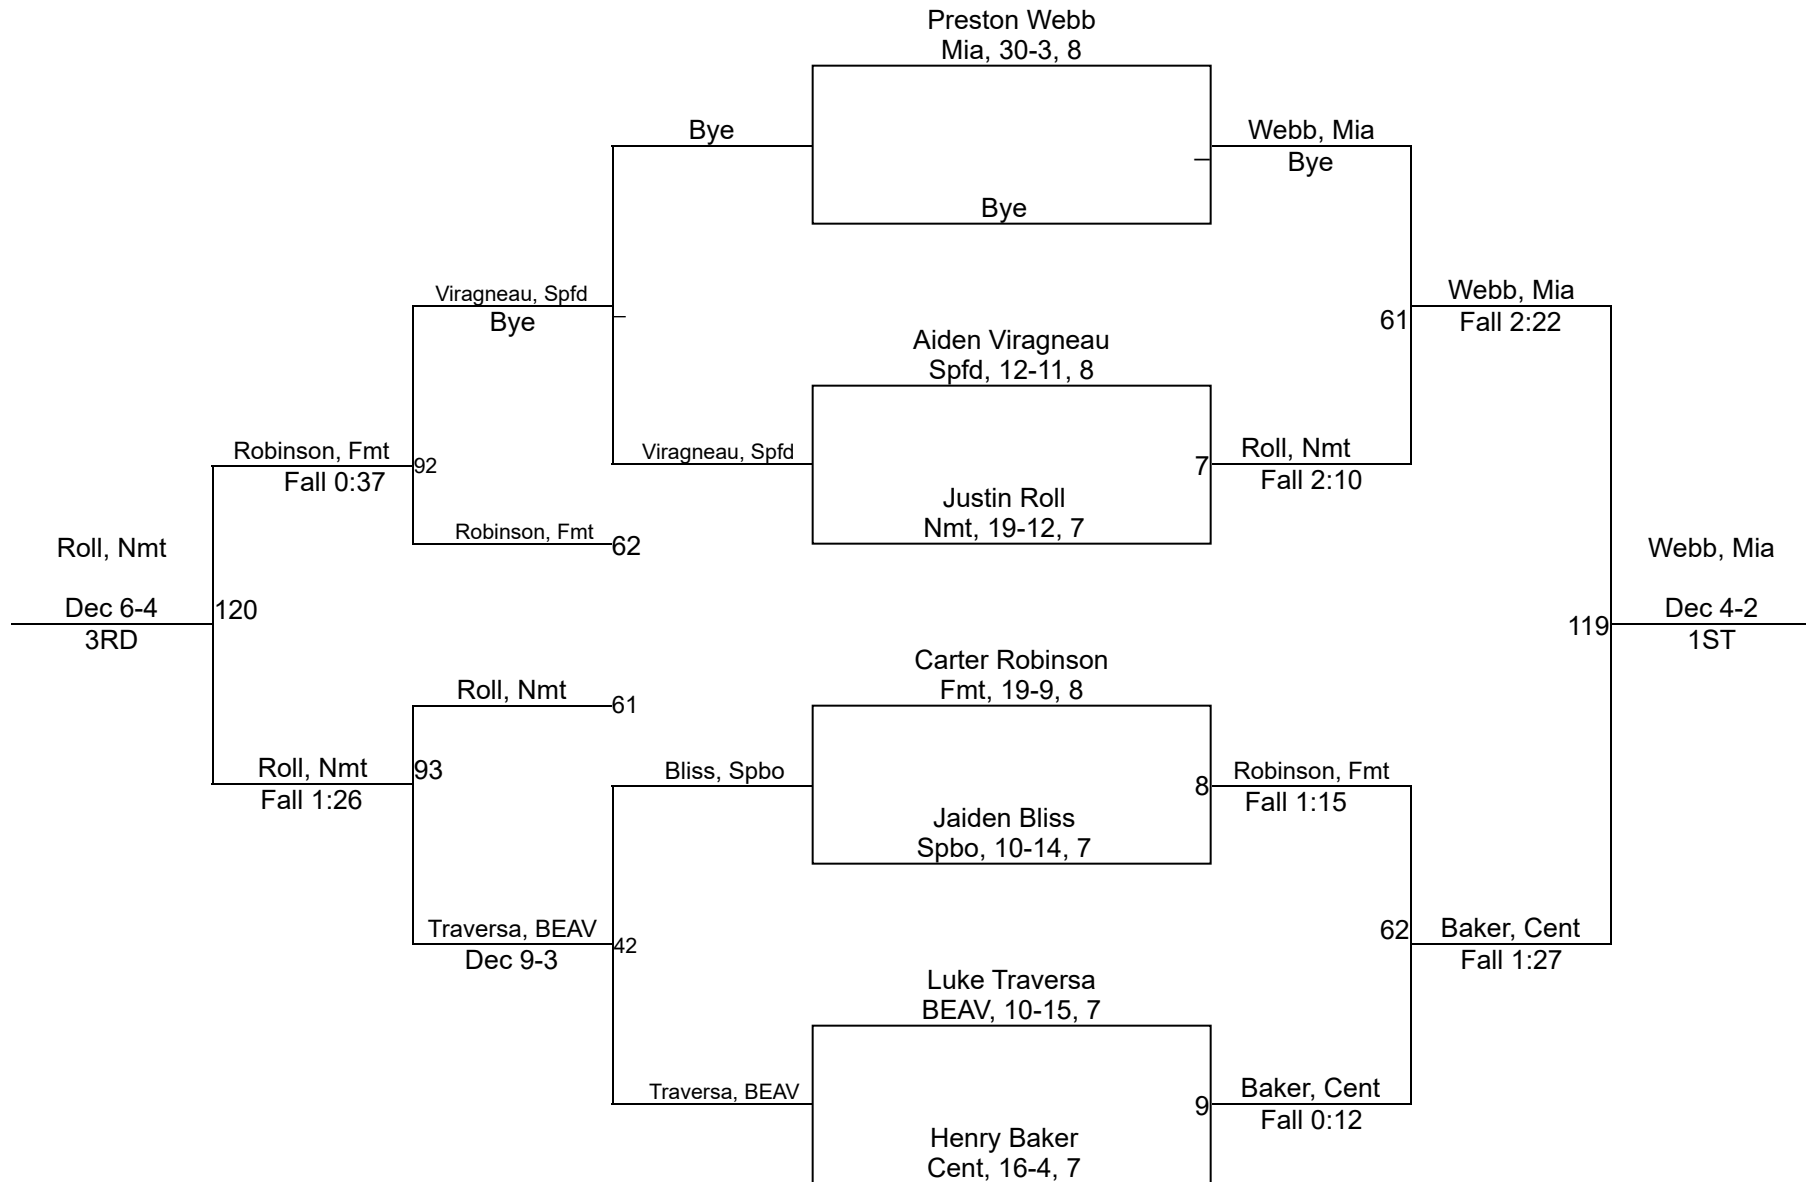 Preston Webb
Mia, 30-3, 8
Bye
Webb, Mia
Bye
Bye
Viragneau, Spfd
Bye
Webb, Mia
61
Fall 2:22
Aiden Viragneau
Spfd, 12-11, 8
Robinson, Fmt
92
Fall 0:37
Viragneau, Spfd
7
Roll, Nmt
Fall 2:10
Justin Roll
Nmt, 19-12, 7
Robinson, Fmt
62
Roll, Nmt
Dec 6-4
3RD
120
Webb, Mia
119
Dec 4-2
1ST
Carter Robinson
Fmt, 19-9, 8
Roll, Nmt
61
Roll, Nmt
93
Fall 1:26
Bliss, Spbo
8
Robinson, Fmt
Fall 1:15
Jaiden Bliss
Spbo, 10-14, 7
Traversa, BEAV
42
Dec 9-3
62
Baker, Cent
Fall 1:27
Luke Traversa
BEAV, 10-15, 7
Traversa, BEAV
9
Baker, Cent
Fall 0:12
Henry Baker
Cent, 16-4, 7